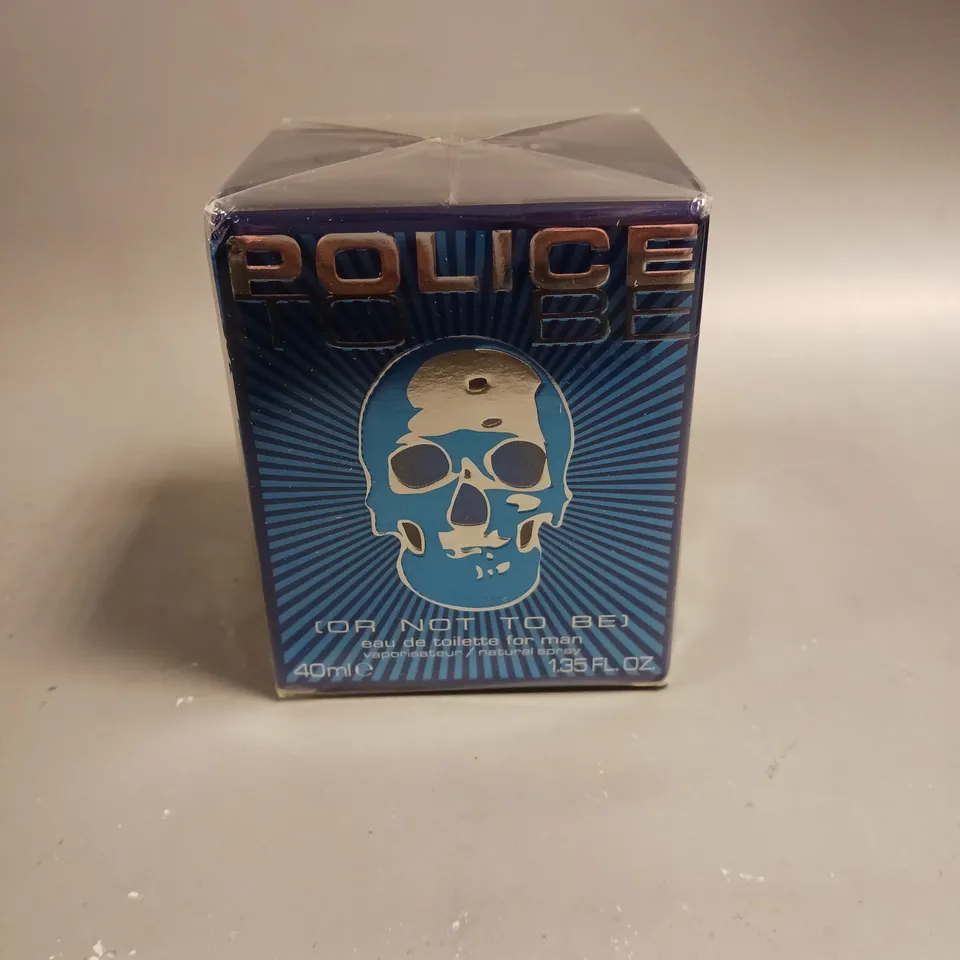 POLICE
TO BE
[OR NOT TO BE]
eau de toilette for man
vaporisateur / natural spray
40ml e 1.35 FL. OZ